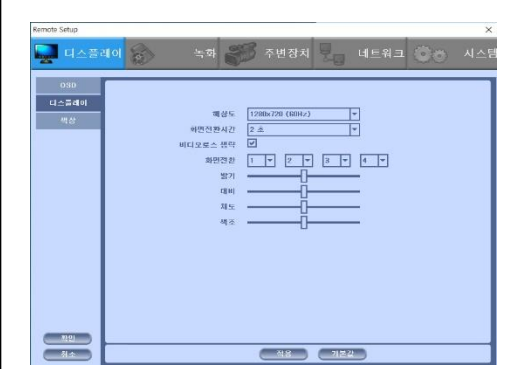 Remote Setup
디스플레이 녹화 주변장치 네트워크 시스템
OSD
디스플레이
색상
해상도 1280x720 (60Hz)
화면전환시간 2 초
비디오로스 생략
화면전환 1 2 3 4
밝기
대비
채도
색조
확인
취소 적용 기본값